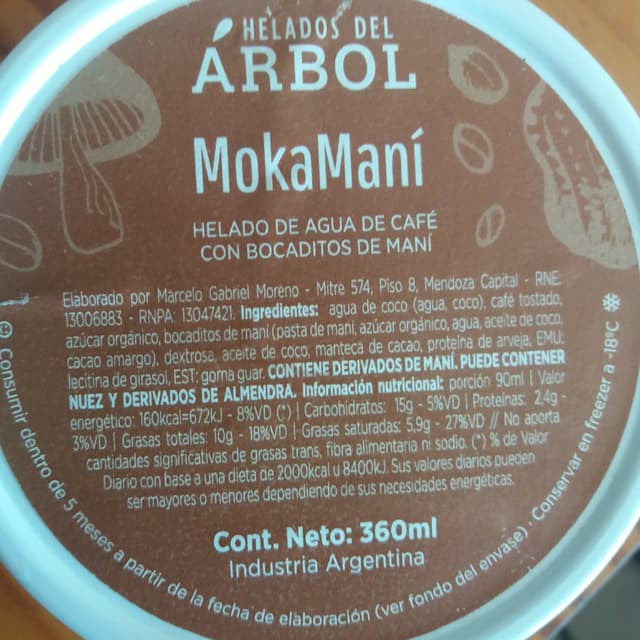 HELADOS DEL
ÁRBOL
MokaManí
HELADO DE AGUA DE CAFÉ
CON BOCADITOS DE MANÍ
Elaborado por Marcelo Gabriel Moreno - Mitre 574, Piso 8, Mendoza Capital - RNE:
13006883 - RNPA: 13047421. Ingredientes: agua de coco (agua, coco), café tostado,
azúcar orgánico, bocaditos de maní (pasta de maní, azúcar orgánico, agua, aceite de coco,
cacao amargo), dextrosa, aceite de coco, manteca de cacao, proteína de arveja, EMU:
lecitina de girasol, EST: goma guar. CONTIENE DERIVADOS DE MANÍ. PUEDE CONTENER
NUEZ Y DERIVADOS DE ALMENDRA. Información nutricional: porción 90ml | Valor
energético: 160kcal=672kJ - 8%VD (*) | Carbohidratos: 15g - 5%VD | Proteínas: 2,4g -
3%VD | Grasas totales: 10g - 18%VD | Grasas saturadas: 5.9g - 27%VD // No aporta
cantidades significativas de grasas trans, fibra alimentaria ni sodio. (*) % de Valor
Diario con base a una dieta de 2000kcal u 8400kJ. Sus valores diarios pueden
ser mayores o menores dependiendo de sus necesidades energéticas.
Cont. Neto: 360ml
Industria Argentina
Consumir dentro de 5 meses a partir de la fecha de elaboración (ver fondo del envase) · Conservar en freezer a -18°C